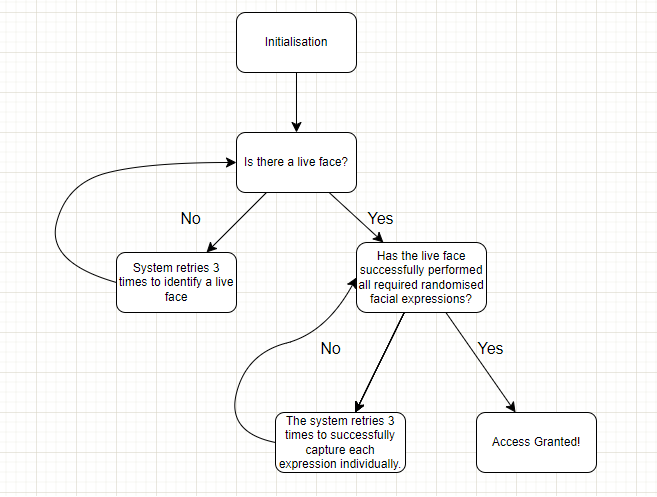 Initialisation
Is there a live face?
No
Yes
System retries 3
times to identify a live
face
Has the live face
successfully performed
all required randomised
facial expressions?
No
Yes
The system retries 3
times to successfully
capture each
expression individually.
Access Granted!